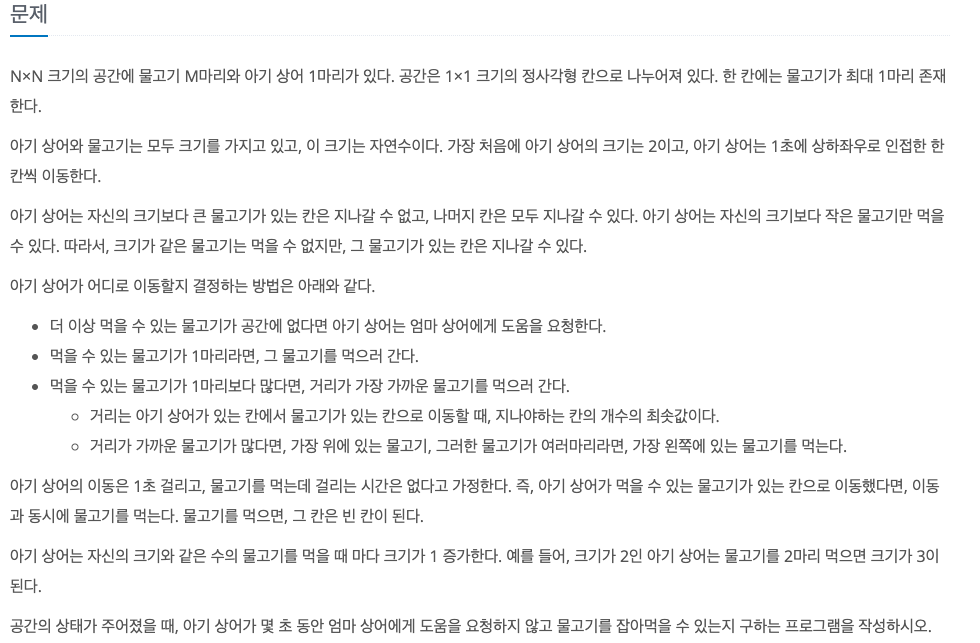 문제
N×N 크기의 공간에 물고기 M마리와 아기 상어 1마리가 있다. 공간은 1×1 크기의 정사각형 칸으로 나누어져 있다. 한 칸에는 물고기가 최대 1마리 존재
한다.
아기 상어와 물고기는 모두 크기를 가지고 있고, 이 크기는 자연수이다. 가장 처음에 아기 상어의 크기는 2이고, 아기 상어는 1초에 상하좌우로 인접한 한
칸씩 이동한다.
아기 상어는 자신의 크기보다 큰 물고기가 있는 칸은 지나갈 수 없고, 나머지 칸은 모두 지나갈 수 있다. 아기 상어는 자신의 크기보다 작은 물고기만 먹을
수 있다. 따라서, 크기가 같은 물고기는 먹을 수 없지만, 그 물고기가 있는 칸은 지나갈 수 있다.
아기 상어가 어디로 이동할지 결정하는 방법은 아래와 같다.
• 더 이상 먹을 수 있는 물고기가 공간에 없다면 아기 상어는 엄마 상어에게 도움을 요청한다.
• 먹을 수 있는 물고기가 1마리라면, 그 물고기를 먹으러 간다.
• 먹을 수 있는 물고기가 1마리보다 많다면, 거리가 가장 가까운 물고기를 먹으러 간다.
◦ 거리는 아기 상어가 있는 칸에서 물고기가 있는 칸으로 이동할 때, 지나야하는 칸의 개수의 최솟값이다.
◦ 거리가 가까운 물고기가 많다면, 가장 위에 있는 물고기, 그러한 물고기가 여러마리라면, 가장 왼쪽에 있는 물고기를 먹는다.
아기 상어의 이동은 1초 걸리고, 물고기를 먹는데 걸리는 시간은 없다고 가정한다. 즉, 아기 상어가 먹을 수 있는 물고기가 있는 칸으로 이동했다면, 이동
과 동시에 물고기를 먹는다. 물고기를 먹으면, 그 칸은 빈 칸이 된다.
아기 상어는 자신의 크기와 같은 수의 물고기를 먹을 때 마다 크기가 1 증가한다. 예를 들어, 크기가 2인 아기 상어는 물고기를 2마리 먹으면 크기가 3이
된다.
공간의 상태가 주어졌을 때, 아기 상어가 몇 초 동안 엄마 상어에게 도움을 요청하지 않고 물고기를 잡아먹을 수 있는지 구하는 프로그램을 작성하시오.